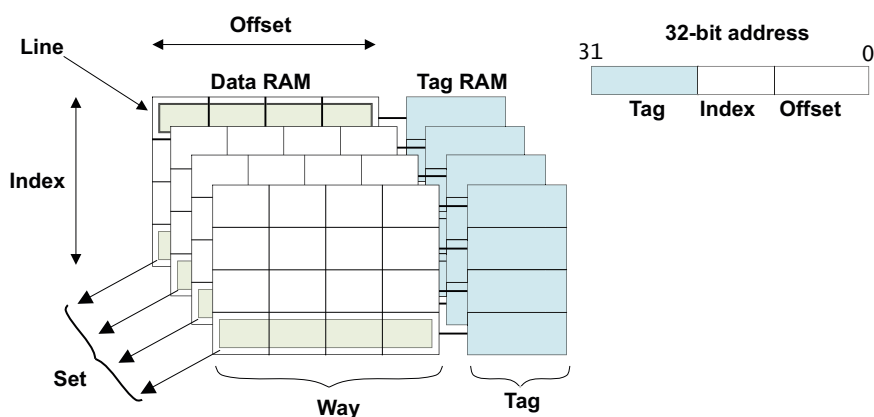 Offset
32-bit address
Line
31
0
Data RAM
Tag RAM
Tag
Index
Offset
Index
Set
Way
Tag